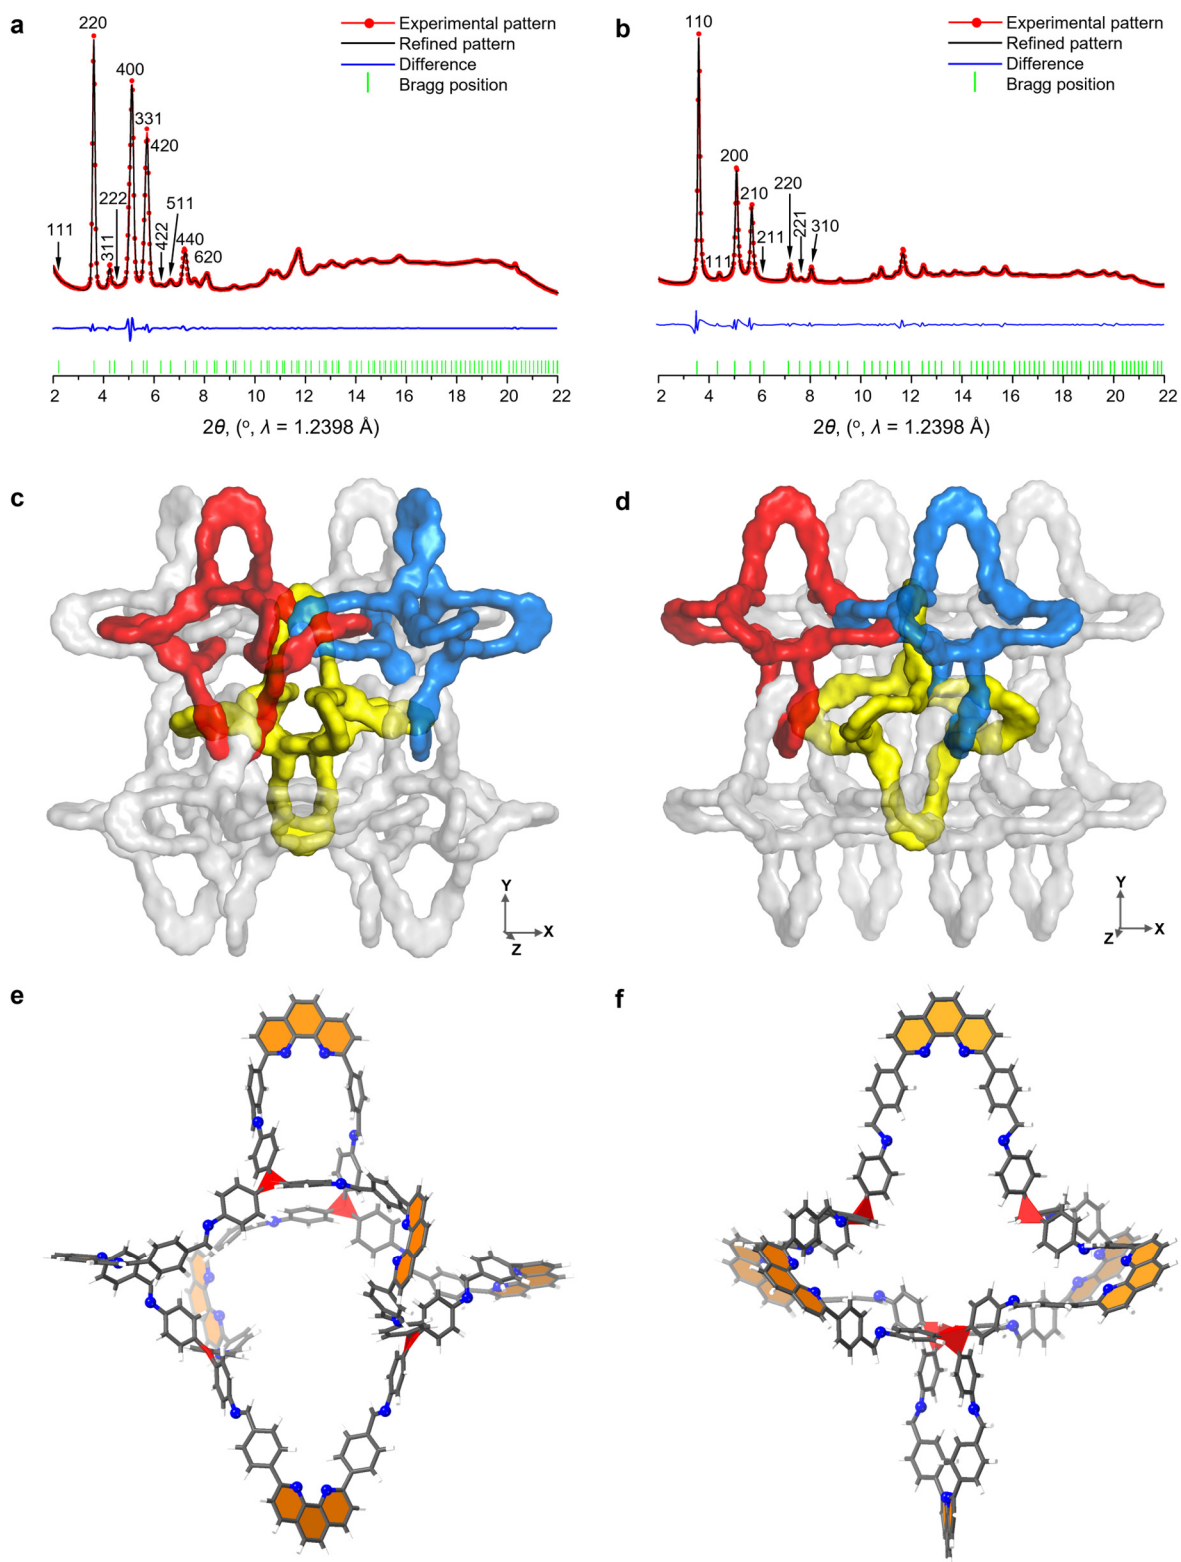 a
220
400
331
420
222
511
111
311
422
440
620
Experimental pattern
Refined pattern
Difference
Bragg position
2 4 6 8 10 12 14 16 18 20 22
2θ, (°, λ = 1.2398 Å)
b
110
200
210
220
221
111
211
310
Experimental pattern
Refined pattern
Difference
Bragg position
2 4 6 8 10 12 14 16 18 20 22
2θ, (°, λ = 1.2398 Å)
c
Y
X
Z
d
Y
X
Z
e
f